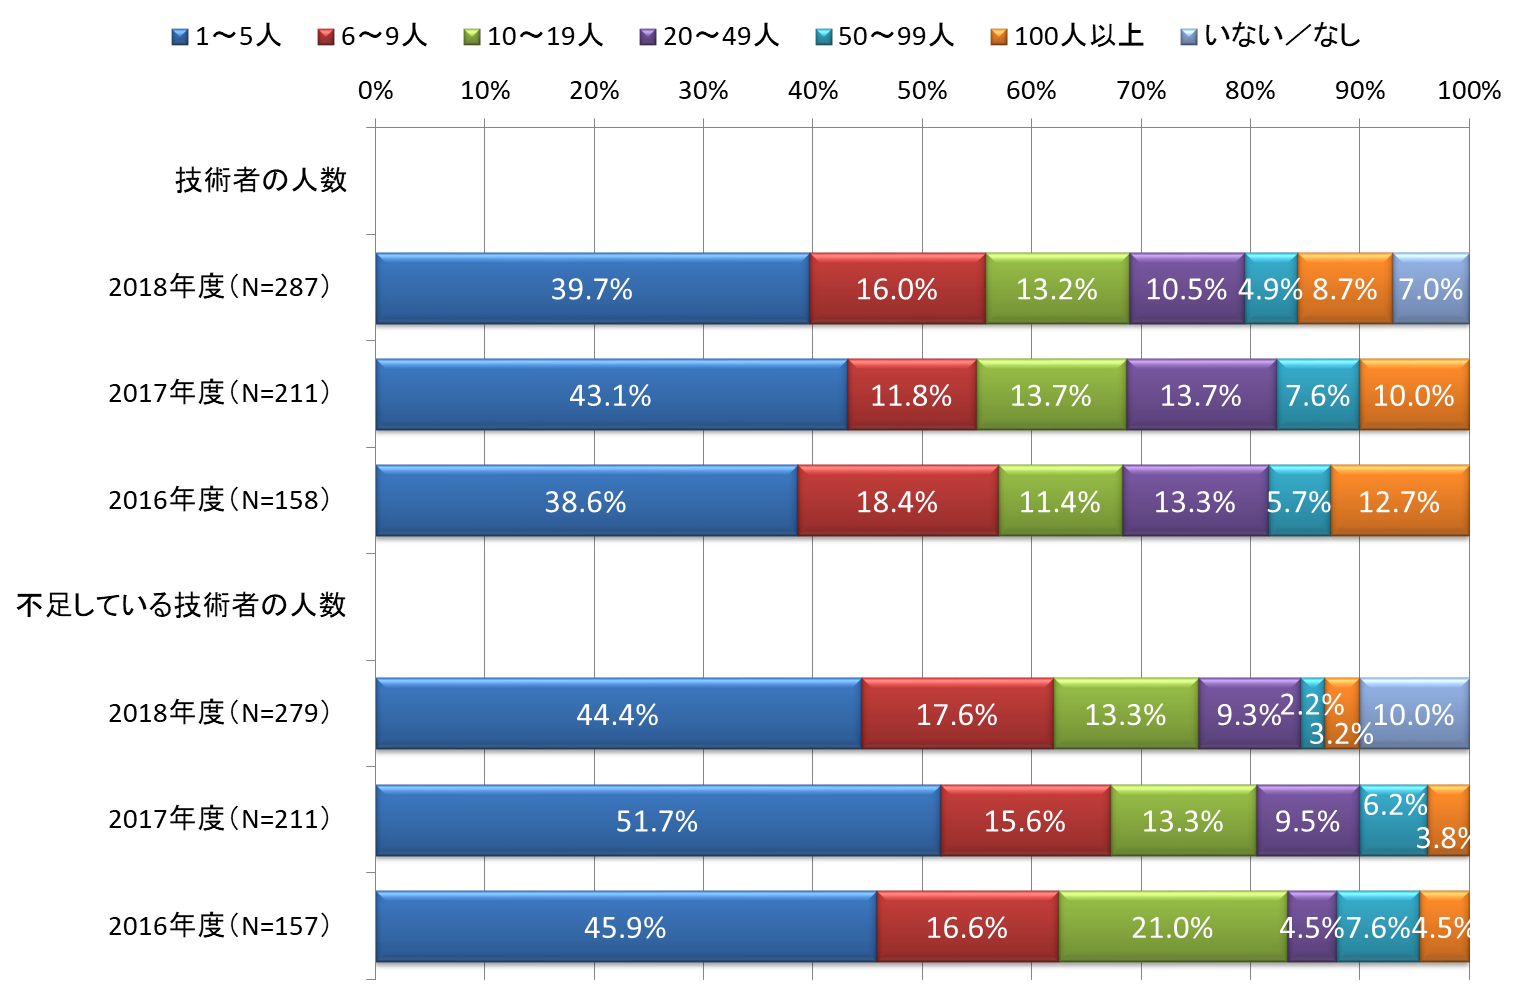 1～5人 6～9人 10～19人 20～49人 50～99人 100人以上 いない／なし
0% 10% 20% 30% 40% 50% 60% 70% 80% 90% 100%
技術者の人数
2018年度（N=287） 39.7% 16.0% 13.2% 10.5% 4.9% 8.7% 7.0%
2017年度（N=211） 43.1% 11.8% 13.7% 13.7% 7.6% 10.0%
2016年度（N=158） 38.6% 18.4% 11.4% 13.3% 5.7% 12.7%
不足している技術者の人数
2018年度（N=279） 44.4% 17.6% 13.3% 9.3% 2.2% 3.2% 10.0%
2017年度（N=211） 51.7% 15.6% 13.3% 9.5% 6.2% 3.8%
2016年度（N=157） 45.9% 16.6% 21.0% 4.5% 7.6% 4.5%